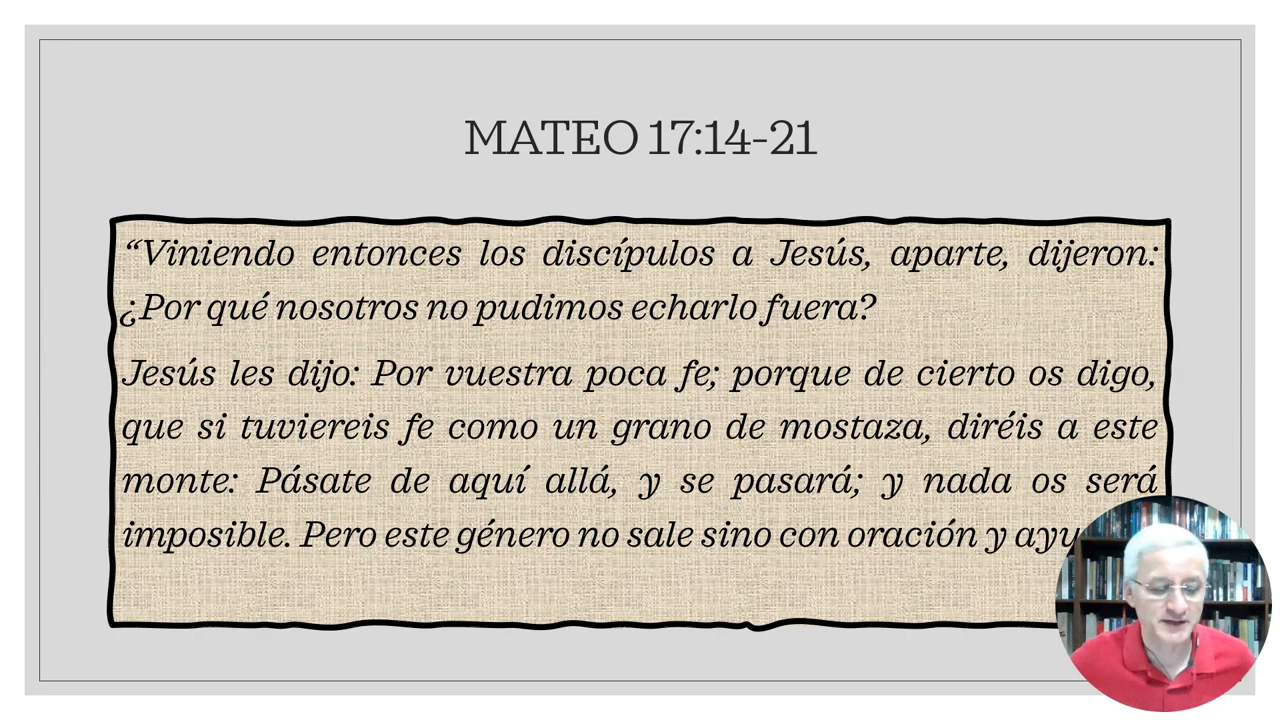 MATEO 17:14-21
“Viniendo entonces los discípulos a Jesús, aparte, dijeron:
¿Por qué nosotros no pudimos echarlo fuera?
Jesús les dijo: Por vuestra poca fe; porque de cierto os digo,
que si tuviereis fe como un grano de mostaza, diréis a este
monte: Pásate de aquí allá, y se pasará; y nada os será
imposible. Pero este género no sale sino con oración y